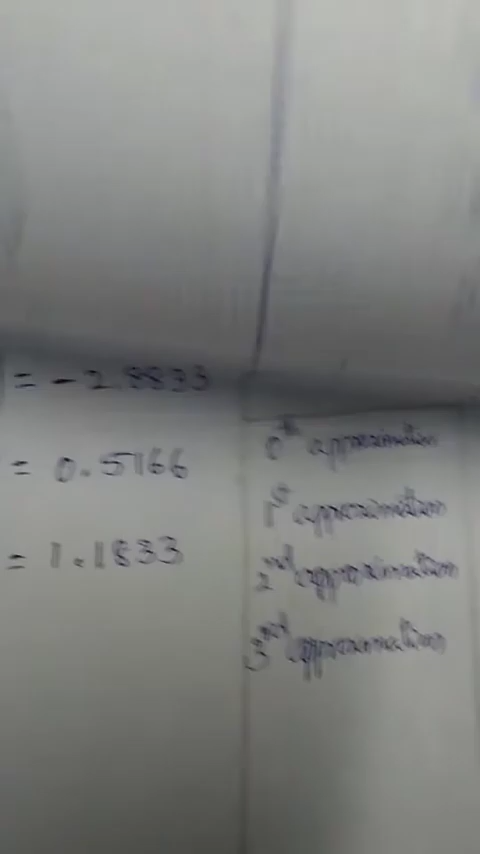 = -2.8833
= 0.5166
= 1.1833
0th approximation
1st approximation
2nd approximation
3rd approximation